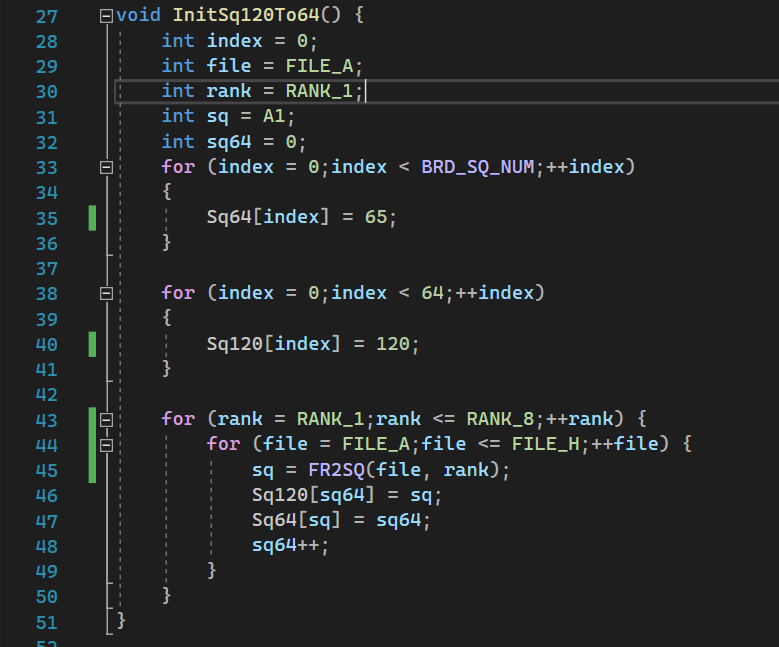 27 void InitSq120To64() {
28 int index = 0;
29 int file = FILE_A;
30 int rank = RANK_1;
31 int sq = A1;
32 int sq64 = 0;
33 for (index = 0;index < BRD_SQ_NUM;++index)
34 {
35 Sq64[index] = 65;
36 }
37
38 for (index = 0;index < 64;++index)
39 {
40 Sq120[index] = 120;
41 }
42
43 for (rank = RANK_1;rank <= RANK_8;++rank) {
44 for (file = FILE_A;file <= FILE_H;++file) {
45 sq = FR2SQ(file, rank);
46 Sq120[sq64] = sq;
47 Sq64[sq] = sq64;
48 sq64++;
49 }
50 }
51 }